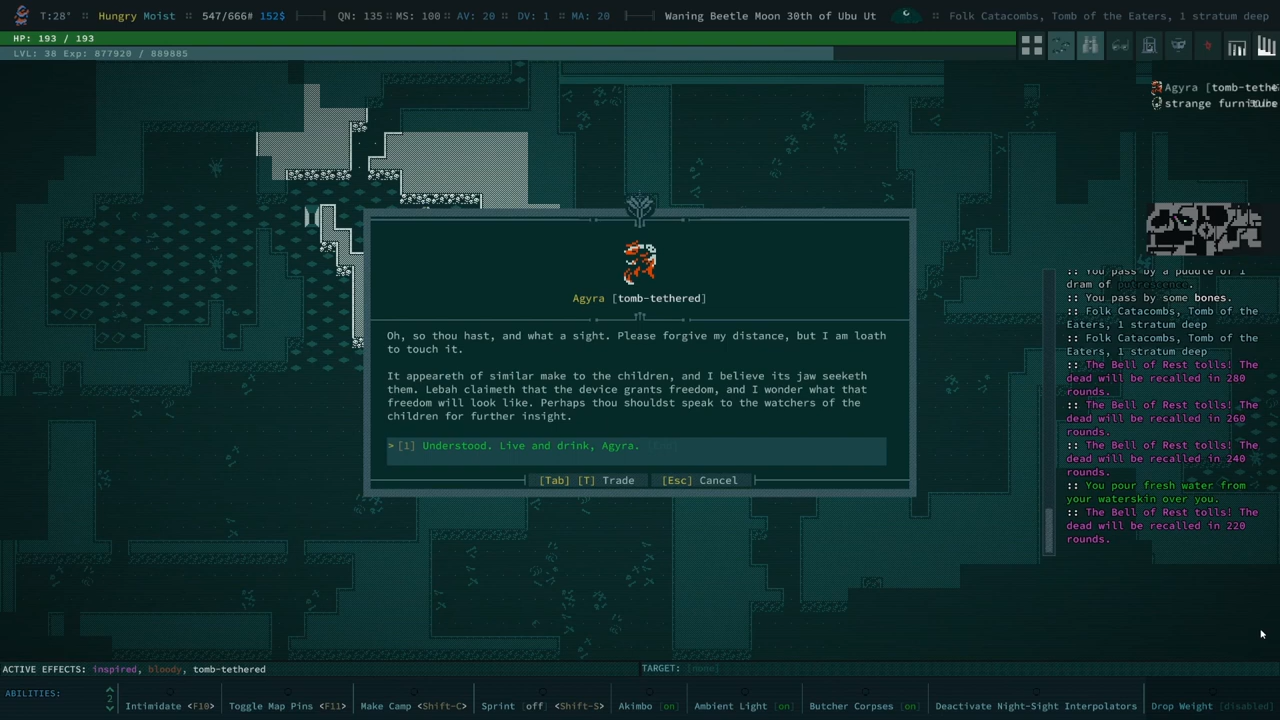 T:28° :: Hungry Moist :: 547/666# 152$ QN: 135 :: MS: 100 :: AV: 20 :: DV: 1 :: MA: 20 Waning Beetle Moon 30th of Ubu Ut :: Folk Catacombs, Tomb of the Eaters, 1 stratum deep
HP: 193 / 193
LVL: 38 Exp: 877920 / 889885
Agyra [tomb-tethe
strange furniture
Agyra [tomb-tethered]
Oh, so thou hast, and what a sight. Please forgive my distance, but I am loath
to touch it.
It appeareth of similar make to the children, and I believe its jaw seeketh
them. Lebah claimeth that the device grants freedom, and I wonder what that
freedom will look like. Perhaps thou shouldst speak to the watchers of the
children for further insight.
>[1] Understood. Live and drink, Agyra. [End]
[Tab] [T] Trade [Esc] Cancel
:: You pass by a puddle of 1
dram of putrescence.
:: You pass by some bones.
:: Folk Catacombs, Tomb of the
Eaters, 1 stratum deep
:: Folk Catacombs, Tomb of the
Eaters, 1 stratum deep
:: The Bell of Rest tolls! The
dead will be recalled in 280
rounds.
:: The Bell of Rest tolls! The
dead will be recalled in 260
rounds.
:: The Bell of Rest tolls! The
dead will be recalled in 240
rounds.
:: You pour fresh water from
your waterskin over you.
:: The Bell of Rest tolls! The
dead will be recalled in 220
rounds.
ACTIVE EFFECTS: inspired, bloody, tomb-tethered
TARGET: [none]
ABILITIES: 2 Intimidate <F10> Toggle Map Pins <F11> Make Camp <Shift-C> Sprint [off] <Shift-S> Akimbo [on] Ambient Light [on] Butcher Corpses [on] Deactivate Night-Sight Interpolators Drop Weight [disabled]